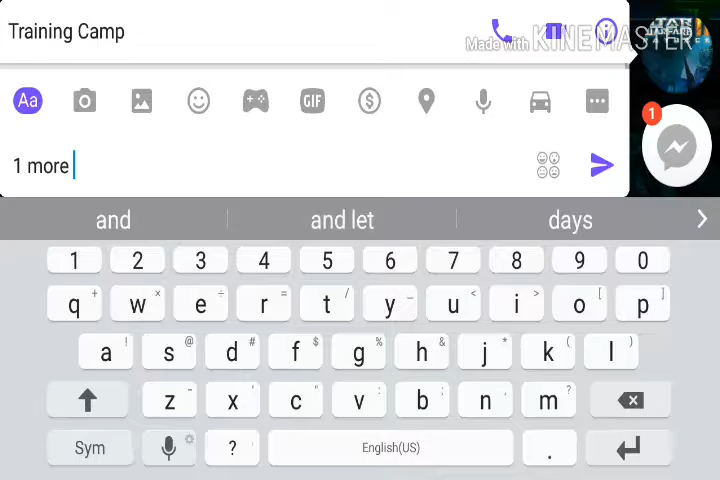 Training Camp
Made with KINEMASTER
Aa
GIF
$
1
1 more
and
and let
days
1 2 3 4 5 6 7 8 9 0
q + w × e ÷ r = t / y _ u < i > o [ p ]
a ! s @ d # f $ g % h & j * k ( l )
z - x ' c " v : b ; n , m ?
Sym ? English(US) .